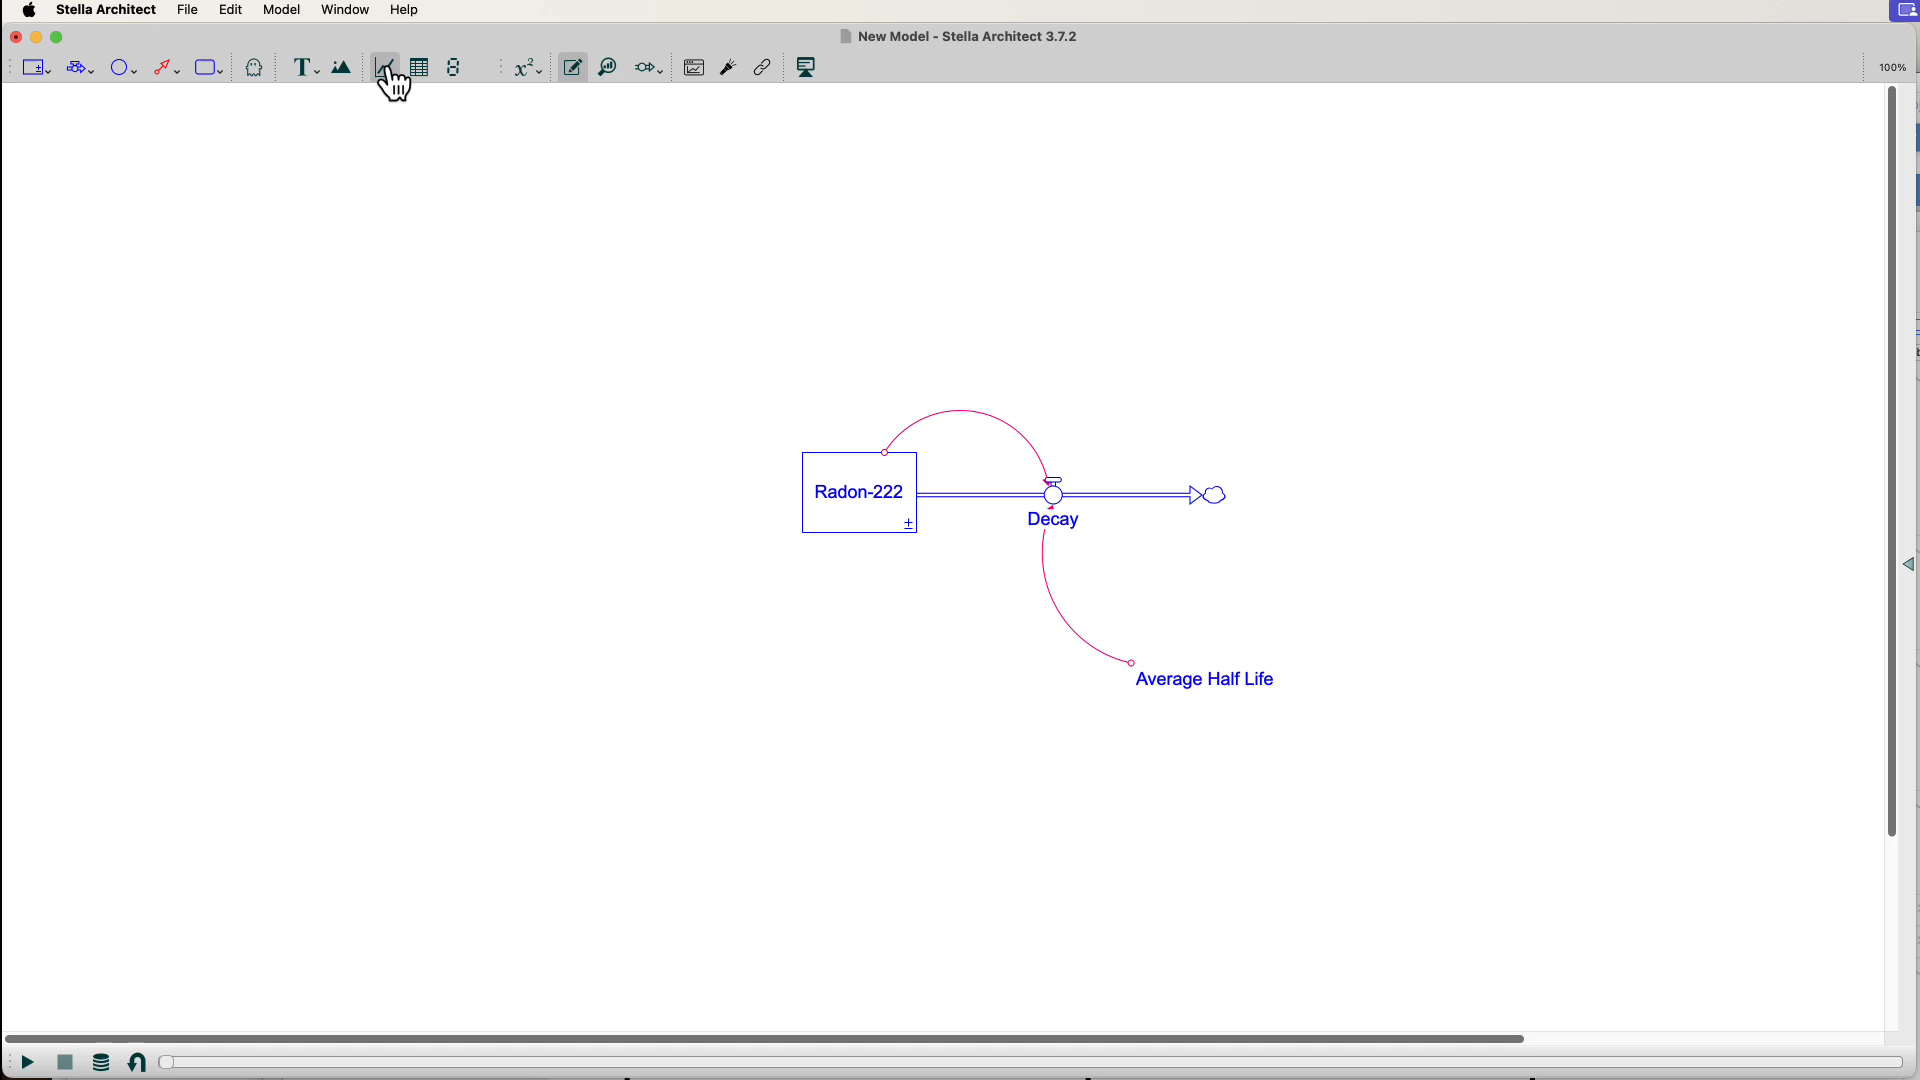 Stella Architect File Edit Model Window Help
New Model - Stella Architect 3.7.2
T x² 100%
Radon-222
±
Decay
Average Half Life